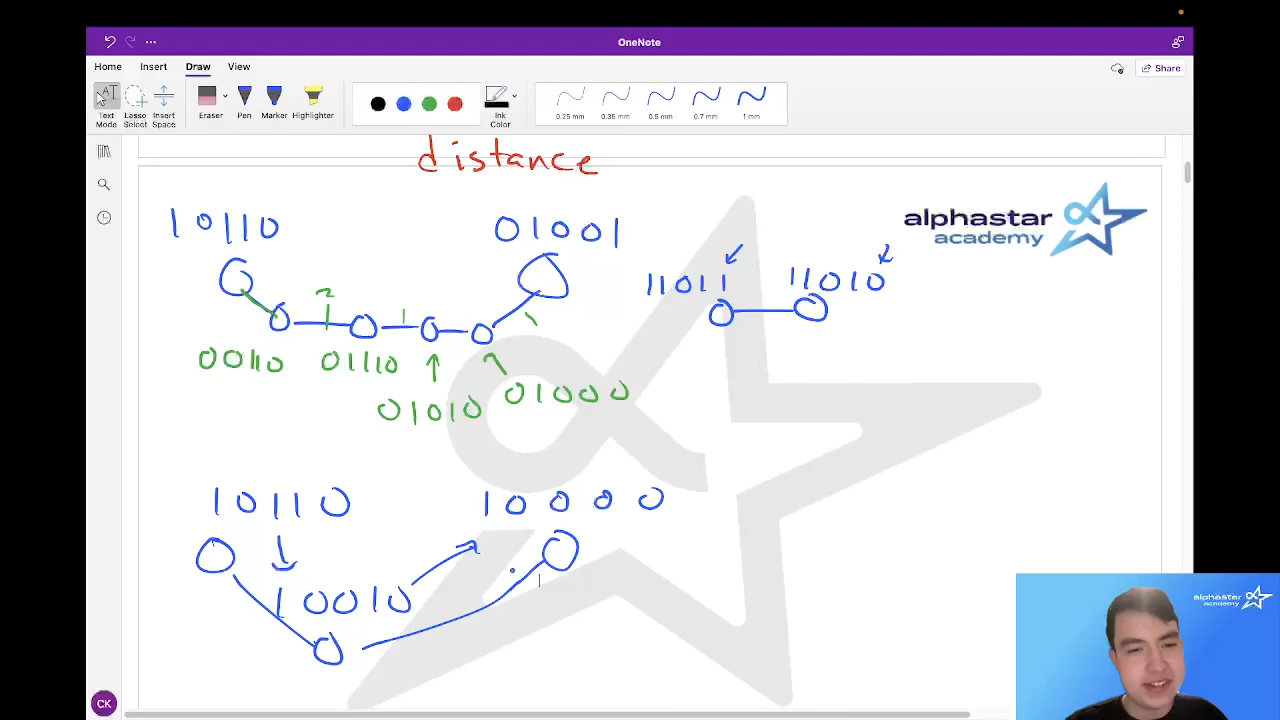 OneNote
Home Insert Draw View
Share
Text Mode
Lasso Select
Insert Space
Eraser
Pen
Marker
Highlighter
Ink Color
0.25 mm
0.35 mm
0.5 mm
0.7 mm
1 mm
distance
alphastar academy
10110
01001
11011
11010
2
1
00110
01110
01010
01000
10110
10000
10010
alphastar academy
CK